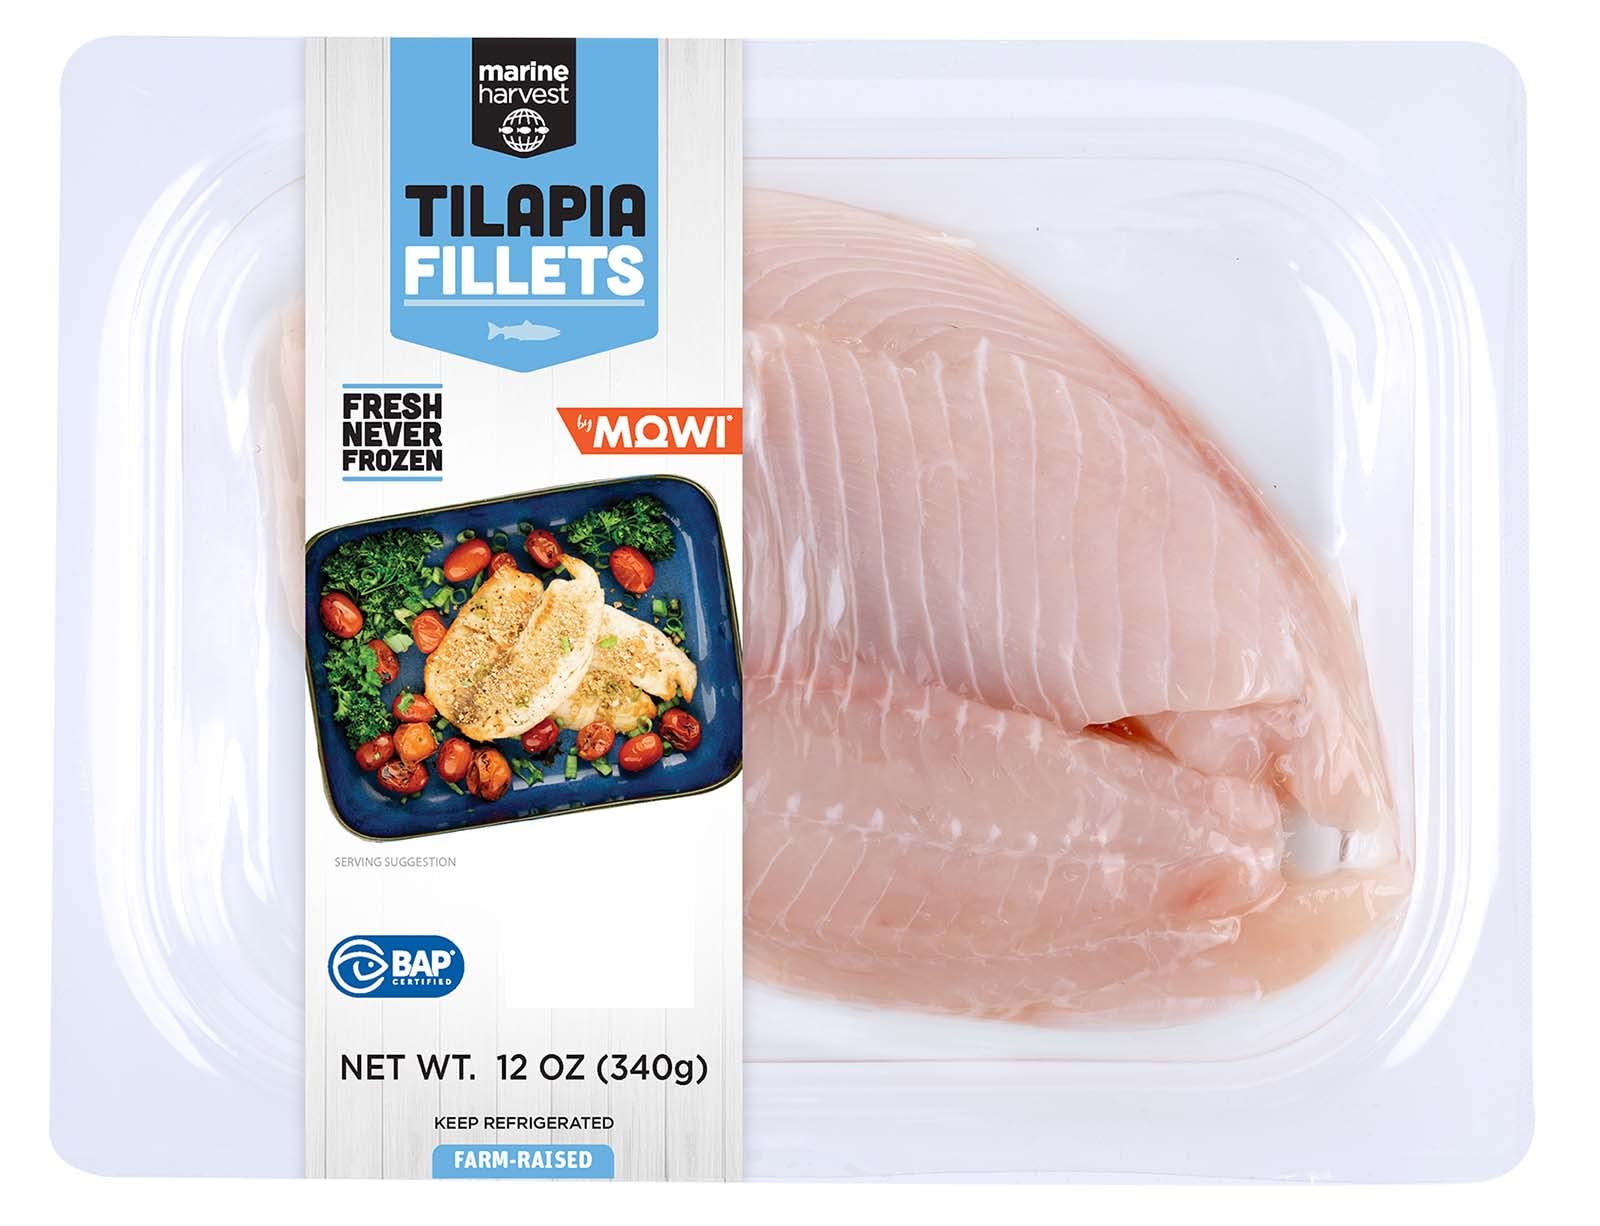 marine
harvest
TILAPIA
FILLETS
FRESH
NEVER
FROZEN
by MOWI®
SERVING SUGGESTION
BAP®
CERTIFIED
NET WT. 12 OZ (340g)
KEEP REFRIGERATED
FARM-RAISED